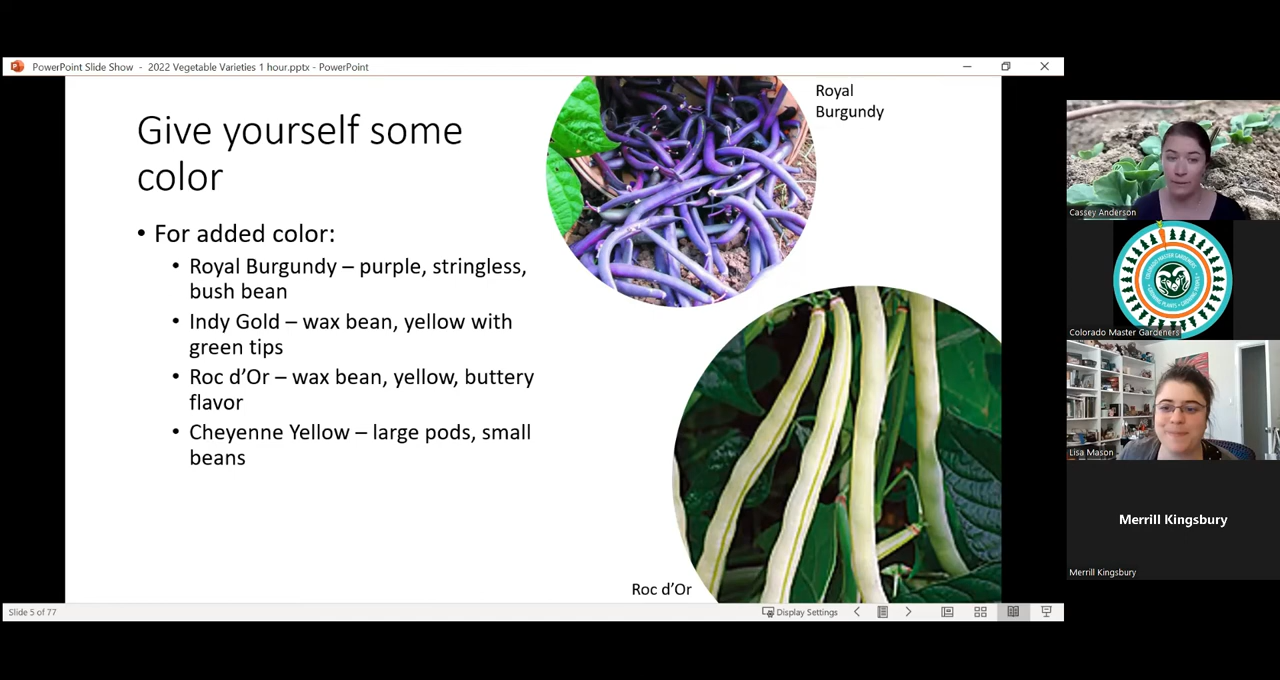 PowerPoint Slide Show - 2022 Vegetable Varieties 1 hour.pptx - PowerPoint
Give yourself some
color
• For added color:
• Royal Burgundy – purple, stringless,
bush bean
• Indy Gold – wax bean, yellow with
green tips
• Roc d’Or – wax bean, yellow, buttery
flavor
• Cheyenne Yellow – large pods, small
beans
Royal
Burgundy
Roc d’Or
Slide 5 of 77
Display Settings
Cassey Anderson
COLORADO MASTER GARDENERS
Colorado Master Gardeners
Lisa Mason
Merrill Kingsbury
Merrill Kingsbury